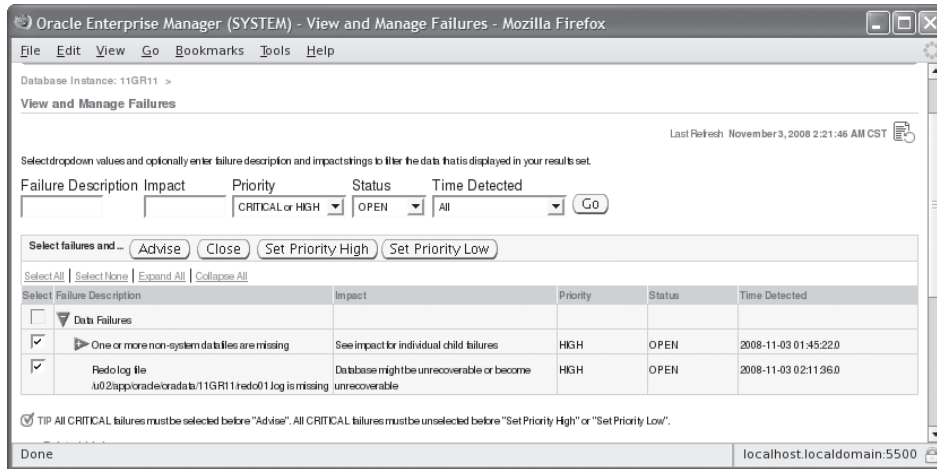 Oracle Enterprise Manager (SYSTEM) - View and Manage Failures - Mozilla Firefox
File Edit View Go Bookmarks Tools Help
Database Instance: 11GR11 >
View and Manage Failures
Last Refresh November 3, 2008 2:21:46 AM CST
Select dropdown values and optionally enter failure description and impact strings to filter the data that is displayed in your results set.
Failure Description Impact Priority Status Time Detected
CRITICAL or HIGH OPEN All Go
Select failures and ... Advise Close Set Priority High Set Priority Low
Select All | Select None | Expand All | Collapse All
Select Failure Description Impact Priority Status Time Detected
Data Failures
One or more non-system datafiles are missing See impact for individual child failures HIGH OPEN 2008-11-03 01:45:22.0
Redo log file Database might be unrecoverable or become HIGH OPEN 2008-11-03 02:11:36.0
/u02/app/oracle/oradata/11GR11/redo01.log is missing unrecoverable
TIP All CRITICAL failures must be selected before "Advise". All CRITICAL failures must be unselected before "Set Priority High" or "Set Priority Low".
Done localhost.localdomain:5500